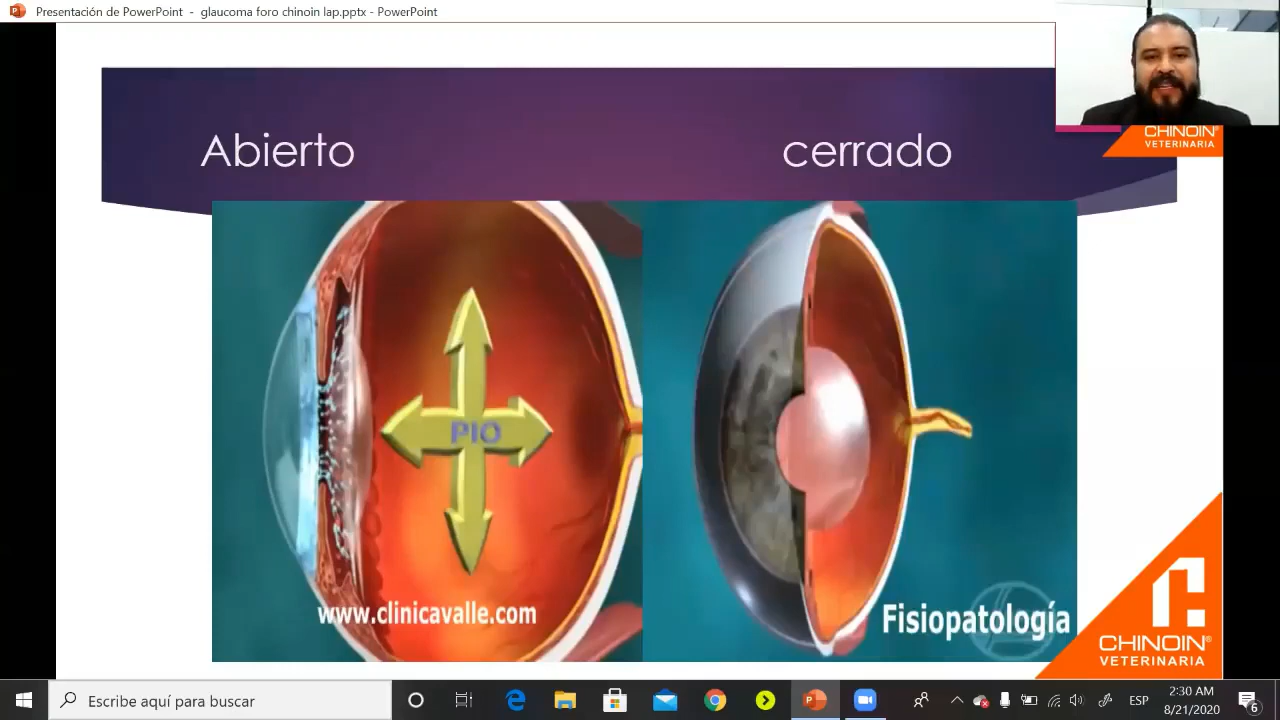 Presentación de PowerPoint - glaucoma foro chinoin lap.pptx - PowerPoint
CHINOIN®
VETERINARIA
Abierto
cerrado
PIO
www.clinicavalle.com
Fisiopatología
CHINOIN®
VETERINARIA
Escribe aquí para buscar
ESP
2:30 AM
8/21/2020
6